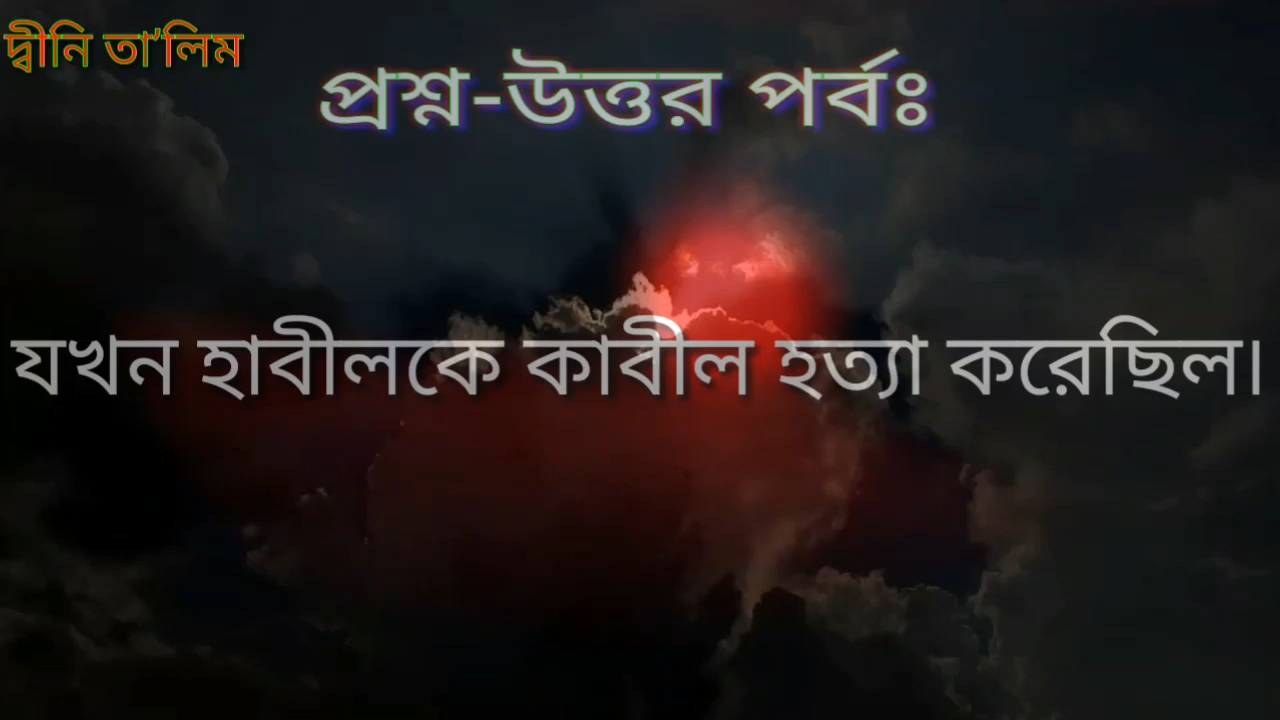 দ্বীনি তা’লিম
প্রশ্ন-উত্তর পর্বঃ
যখন হাবীলকে কাবীল হত্যা করেছিল।